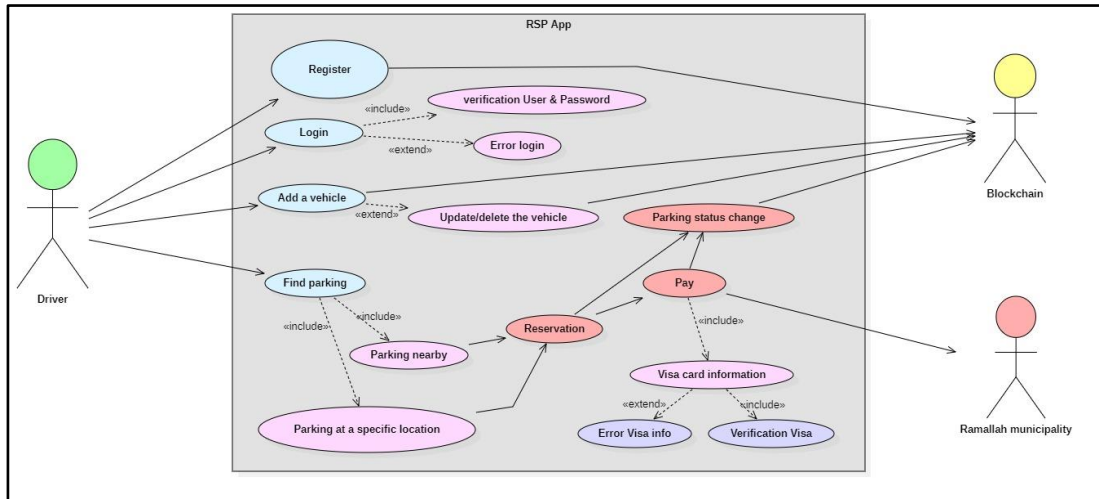 RSP App
Register
«include»
verification User & Password
Login
«extend»
Error login
Add a vehicle
«extend»
Update/delete the vehicle
Parking status change
Blockchain
Driver
Find parking
Pay
«include»
«include»
Reservation
«include»
Parking nearby
Visa card information
Parking at a specific location
«extend»
«include»
Error Visa info
Verification Visa
Ramallah municipality